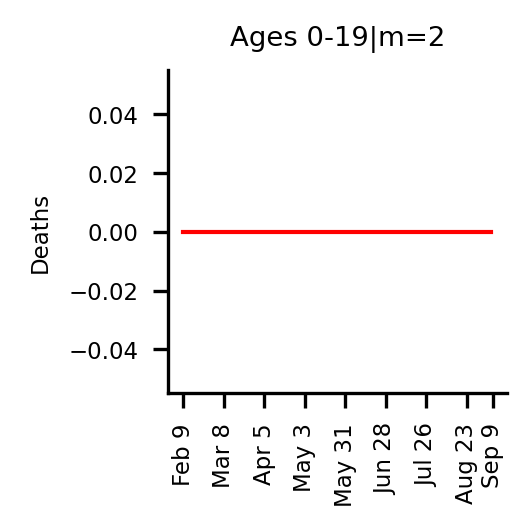 Ages 0-19|m=2
Deaths
0.04
0.02
0.00
−0.02
−0.04
Feb 9
Mar 8
Apr 5
May 3
May 31
Jun 28
Jul 26
Aug 23
Sep 9